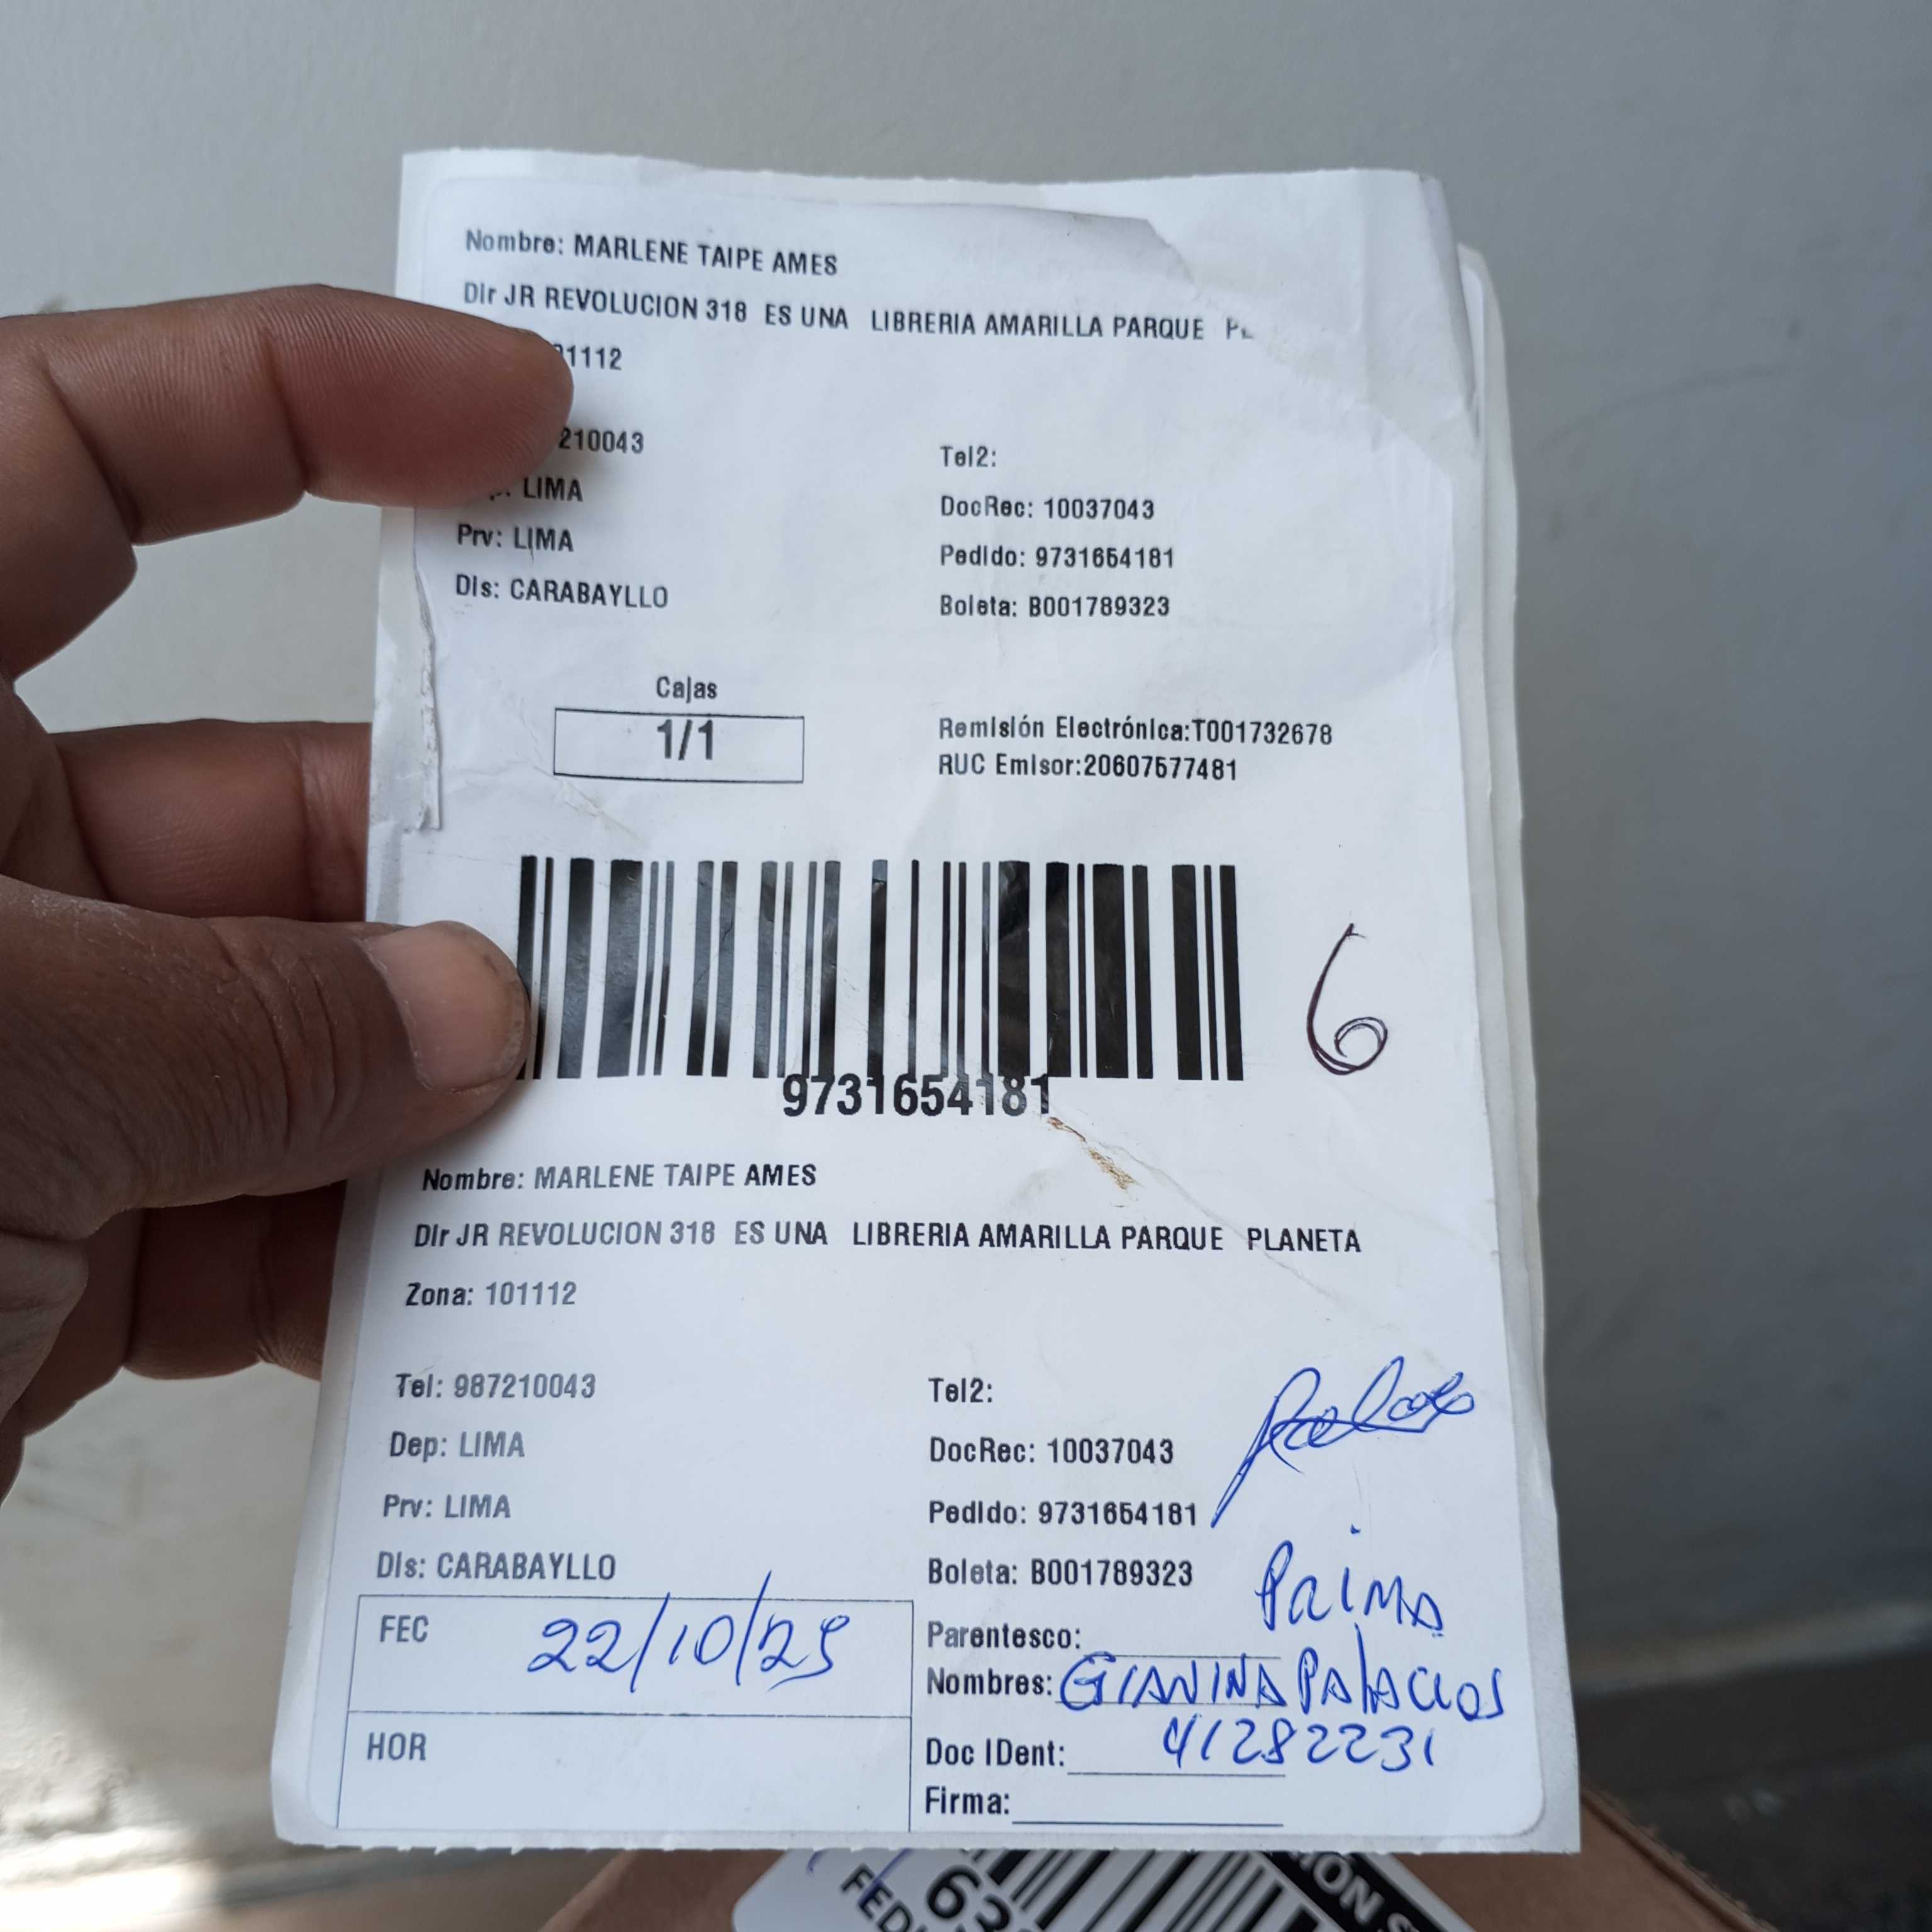 Nombre: MARLENE TAIPE AMES
Dir JR REVOLUCION 318 ES UNA LIBRERIA AMARILLA PARQUE
1112
210043
Tel2:
LIMA
DocRec: 10037043
Prv: LIMA
Pedido: 9731654181
Dis: CARABAYLLO
Boleta: B001789323
Cajas
1/1
Remisión Electrónica:T001732678
RUC Emisor:20607577481
6
9731654181
Nombre: MARLENE TAIPE AMES
Dir JR REVOLUCION 318 ES UNA LIBRERIA AMARILLA PARQUE PLANETA
Zona: 101112
Tel: 987210043
Tel2:
Dep: LIMA
DocRec: 10037043
Prv: LIMA
Pedido: 9731654181
Dis: CARABAYLLO
Boleta: B001789323
PRIMA
FEC 22/10/25
Parentesco:
Nombres: GIANINA PALACIOS
HOR
Doc IDent: 41282231
Firma: